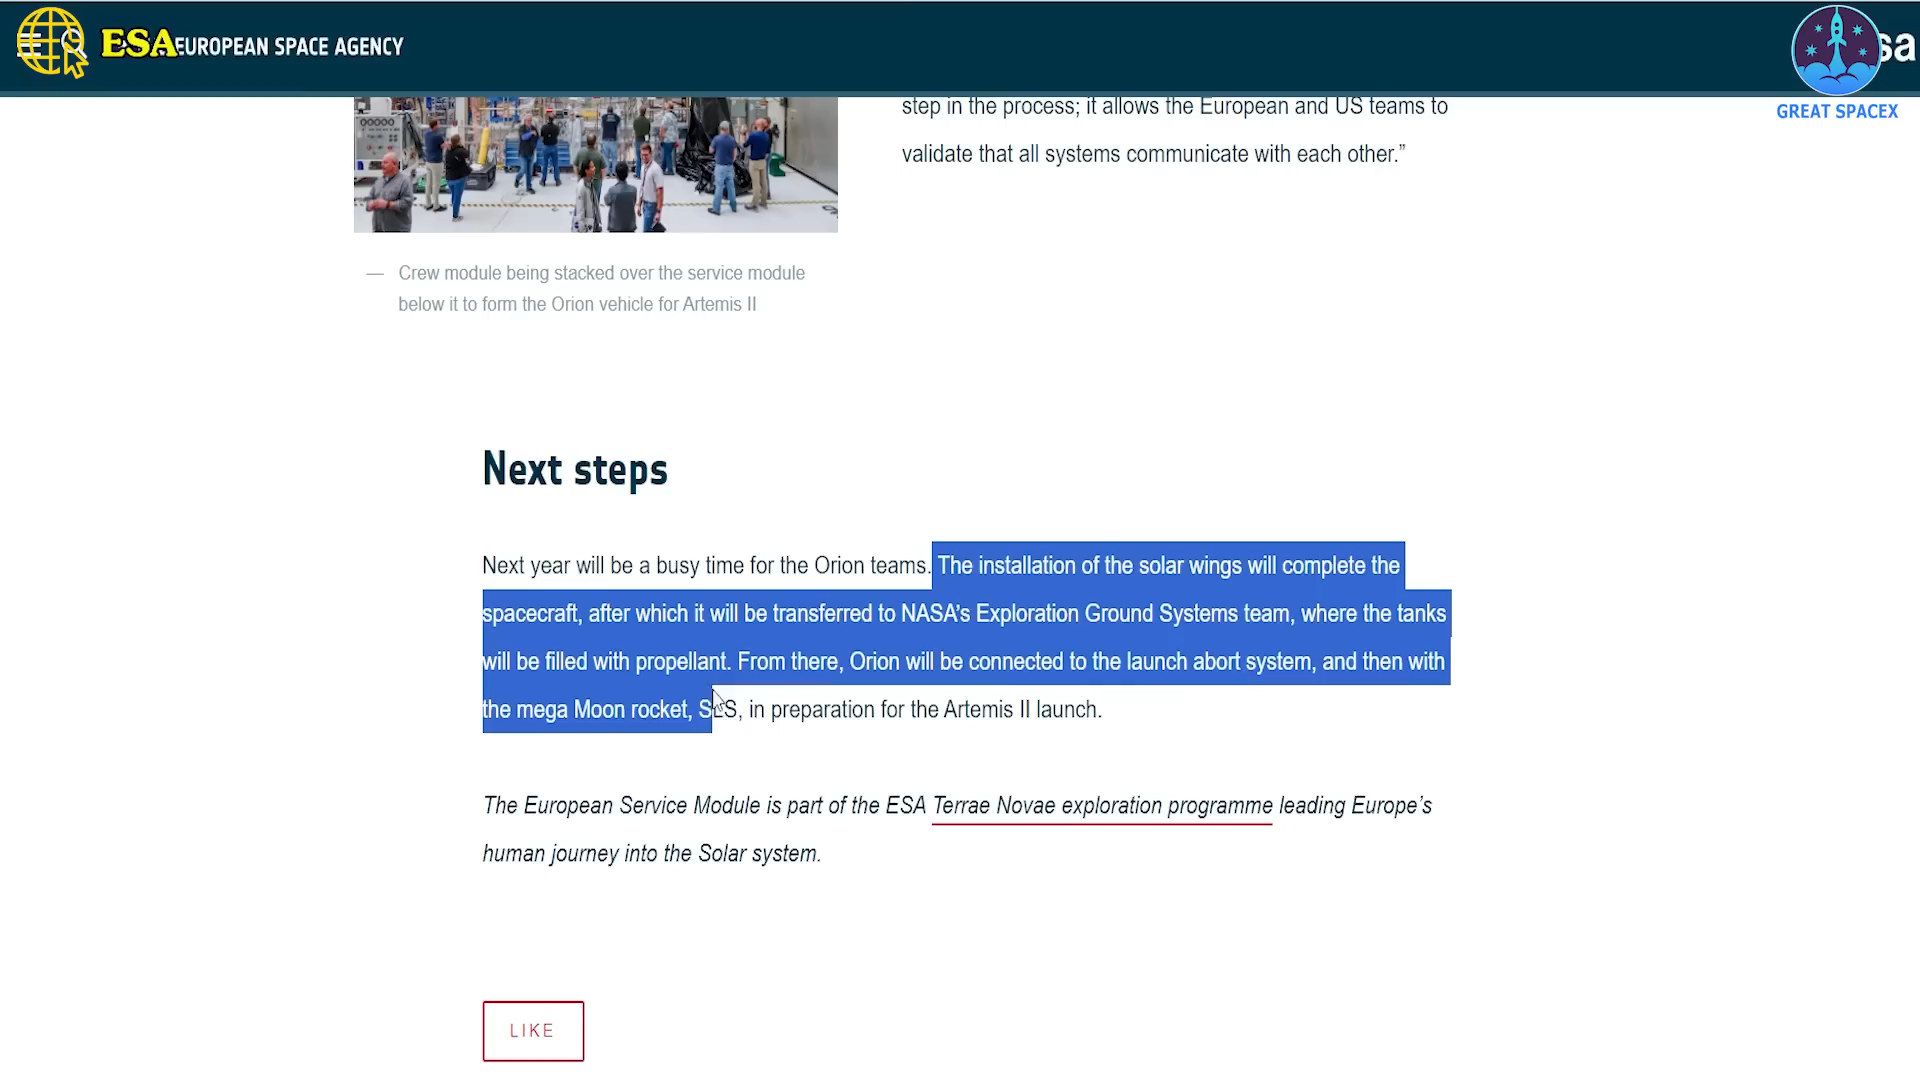 ESA
EUROPEAN SPACE AGENCY
sa
GREAT SPACEX
step in the process; it allows the European and US teams to
validate that all systems communicate with each other.”
— Crew module being stacked over the service module
below it to form the Orion vehicle for Artemis II
Next steps
Next year will be a busy time for the Orion teams. The installation of the solar wings will complete the
spacecraft, after which it will be transferred to NASA’s Exploration Ground Systems team, where the tanks
will be filled with propellant. From there, Orion will be connected to the launch abort system, and then with
the mega Moon rocket, SLS, in preparation for the Artemis II launch.
The European Service Module is part of the ESA Terrae Novae exploration programme leading Europe’s
human journey into the Solar system.
LIKE